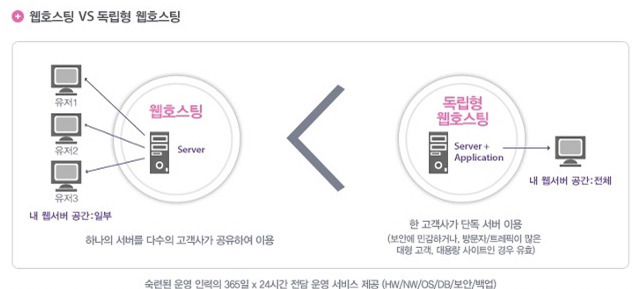 웹호스팅 VS 독립형 웹호스팅
유저1
유저2
유저3
웹호스팅
Server
내 웹서버 공간:일부
하나의 서버를 다수의 고객사가 공유하여 이용
독립형
웹호스팅
Server +
Application
내 웹서버 공간:전체
한 고객사가 단독 서버 이용
(보안에 민감하거나, 방문자/트레픽이 많은
대형 고객, 대용량 사이트인 경우 유효)
숙련된 운영 인력의 365일 x 24시간 전담 운영 서비스 제공 (HW/NW/OS/DB/보안/백업)